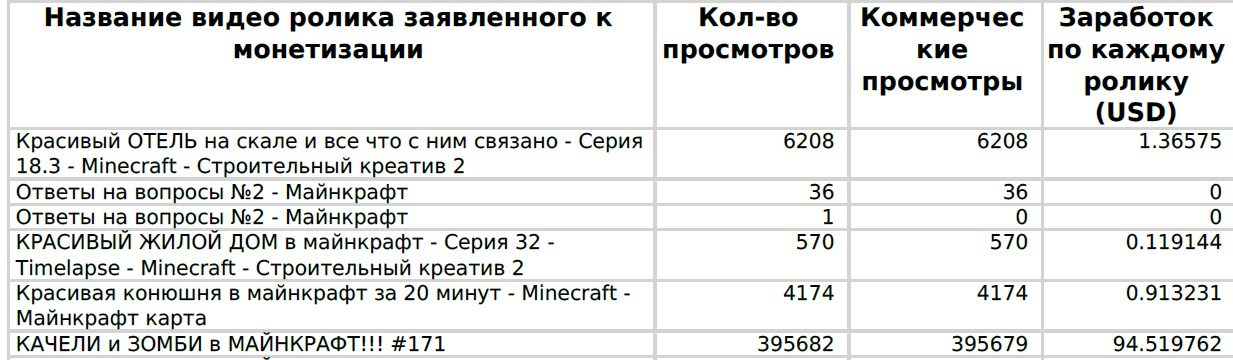 Название видео ролика заявленного к монетизации
Кол-во просмотров
Коммерческие просмотры
Заработок по каждому ролику (USD)
Красивый ОТЕЛЬ на скале и все что с ним связано - Серия 18.3 - Minecraft - Строительный креатив 2
6208
6208
1.36575
Ответы на вопросы №2 - Майнкрафт
36
36
0
Ответы на вопросы №2 - Майнкрафт
1
0
0
КРАСИВЫЙ ЖИЛОЙ ДОМ в майнкрафт - Серия 32 - Timelapse - Minecraft - Строительный креатив 2
570
570
0.119144
Красивая конюшня в майнкрафт за 20 минут - Minecraft - Майнкрафт карта
4174
4174
0.913231
КАЧЕЛИ и ЗОМБИ в МАЙНКРАФТ!!! #171
395682
395679
94.519762